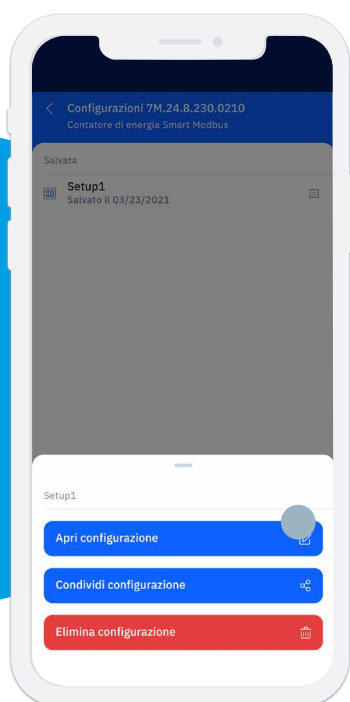 Configurazioni 7M.24.8.230.0210
Contatore di energia Smart Modbus
Salvata
Setup1
Salvato il 03/23/2021
Setup1
Apri configurazione
Condividi configurazione
Elimina configurazione